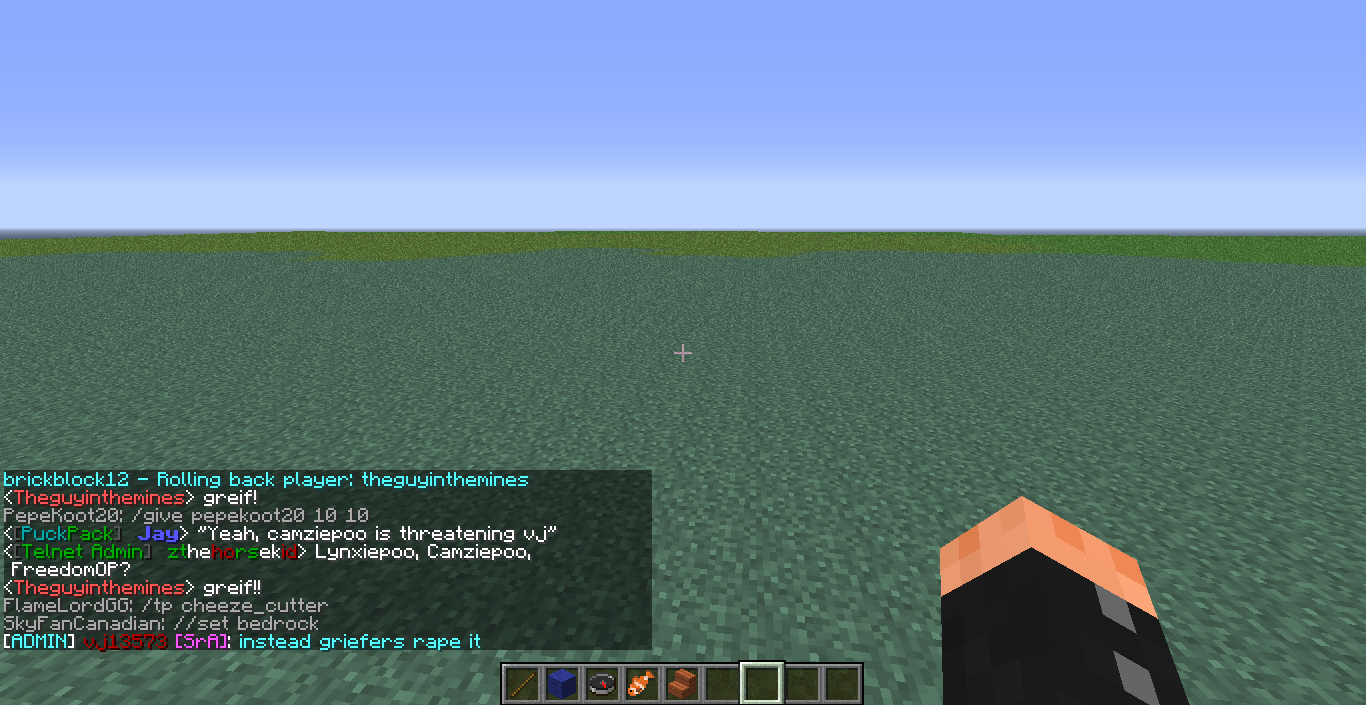 brickblock12 - Rolling back player: theguyinthemines
<Theguyinthemines> greif!
PepeKoot20: /give pepekoot20 10 10
<[PuckPack] Jay> "Yeah, camziepoo is threatening vj"
<[Telnet Admin] zthehorsekid> Lynxiepoo, Camziepoo,
FreedomOP?
<Theguyinthemines> greif!!
FlameLordGG: /tp cheeze_cutter
SkyFanCanadian: //set bedrock
[ADMIN] vj13573 [SrA]: instead griefers rape it